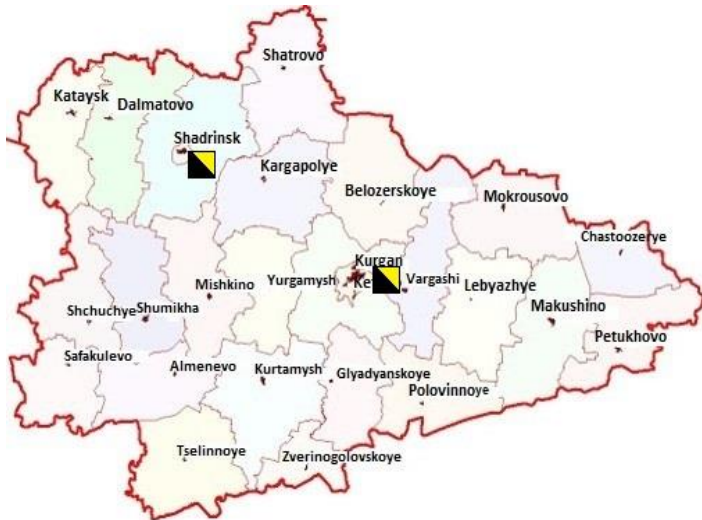 Shatrovo
Kataysk
Dalmatovo
Shadrinsk
Kargapolye
Belozerskoye
Mokrousovo
Chastoozerye
Kurgan
Yurgamysh
Vargashi
Lebyazhye
Mishkino
Shchuchye
Shumikha
Makushino
Petukhovo
Safakulevo
Almenevo
Kurtamysh
Glyadyanskoye
Polovinnoye
Tselinnoye
Zverinogolovskoye